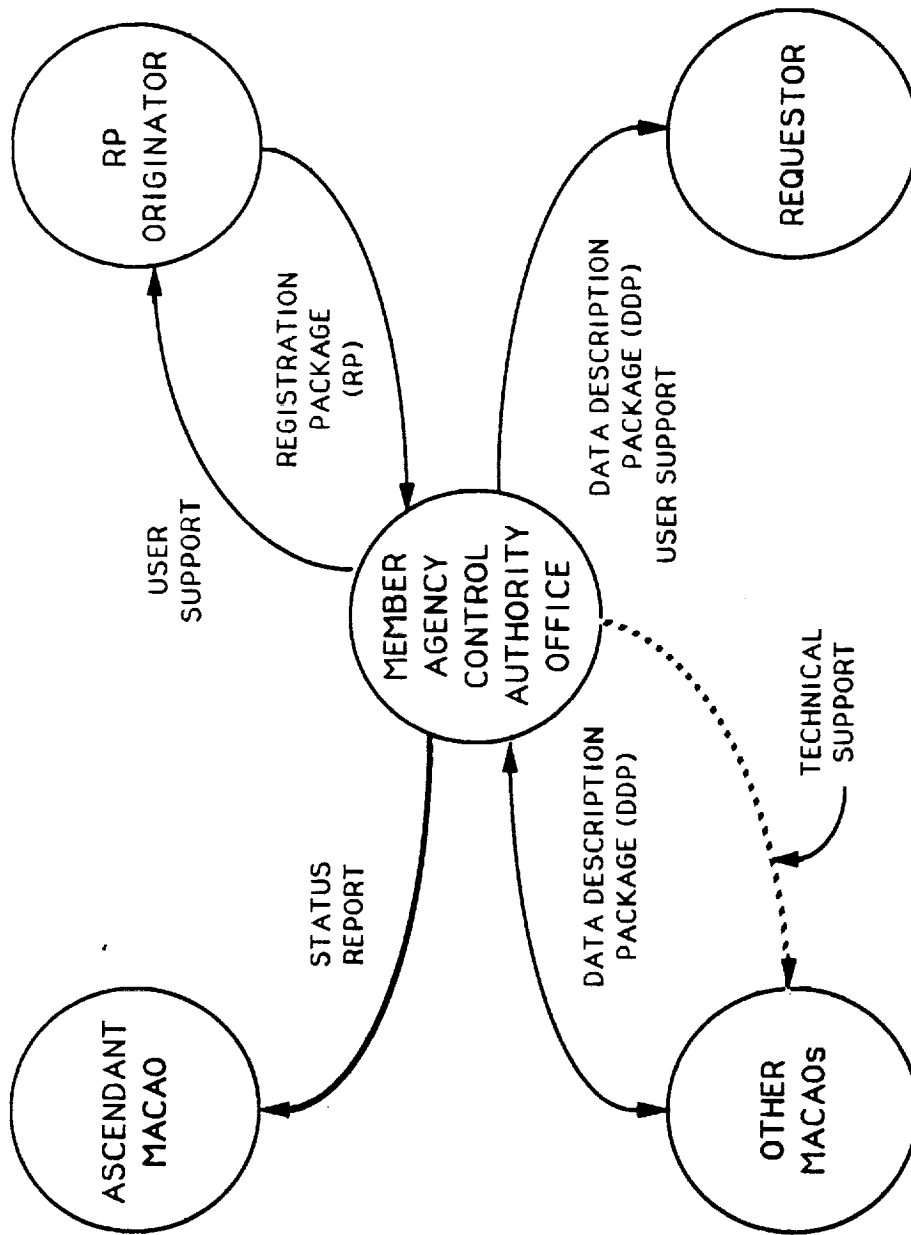 ASCENDANT
MACAO
STATUS
REPORT
USER
SUPPORT
RP
ORIGINATOR
REGISTRATION
PACKAGE
(RP)
MEMBER
AGENCY
CONTROL
AUTHORITY
OFFICE
DATA DESCRIPTION
PACKAGE (DDP)
DATA DESCRIPTION
PACKAGE (DDP)
USER SUPPORT
OTHER
MACAOs
TECHNICAL
SUPPORT
REQUESTOR